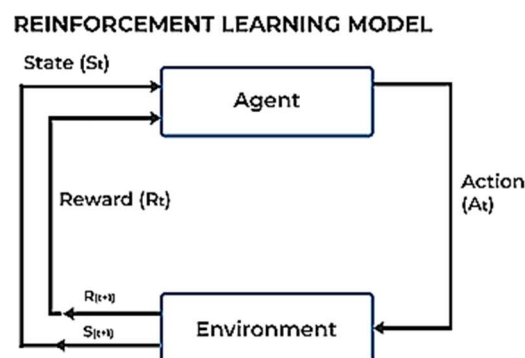 REINFORCEMENT LEARNING MODEL
State (St)
Agent
Reward (Rt)
Action
(At)
R(t+1)
S(t+1)
Environment